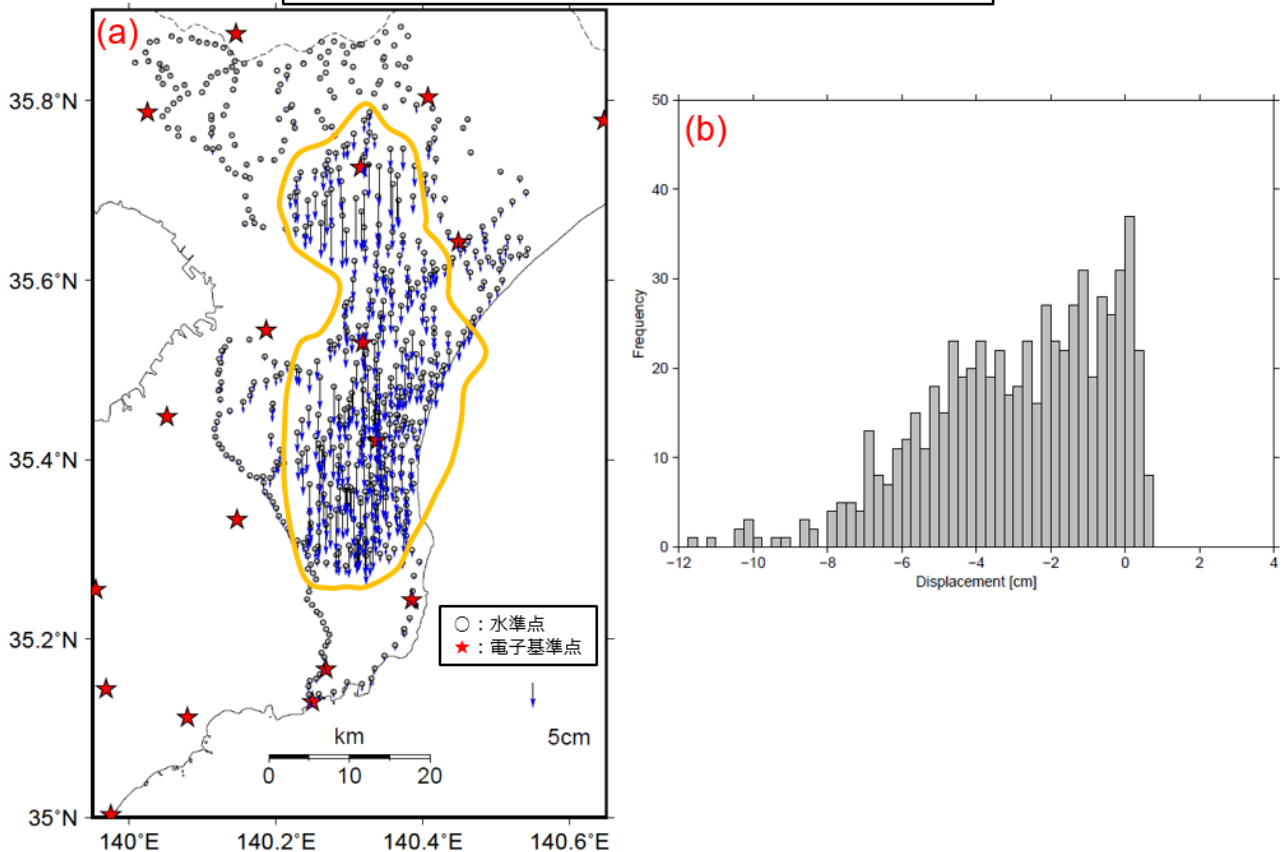 (a)
35.8°N
35.6°N
35.4°N
35.2°N
35°N
140°E
140.2°E
140.4°E
140.6°E
○：水準点
★：電子基準点
5cm
km
0
10
20
(b)
50
40
30
20
10
0
Frequency
−12
−10
−8
−6
−4
−2
0
2
4
Displacement [cm]